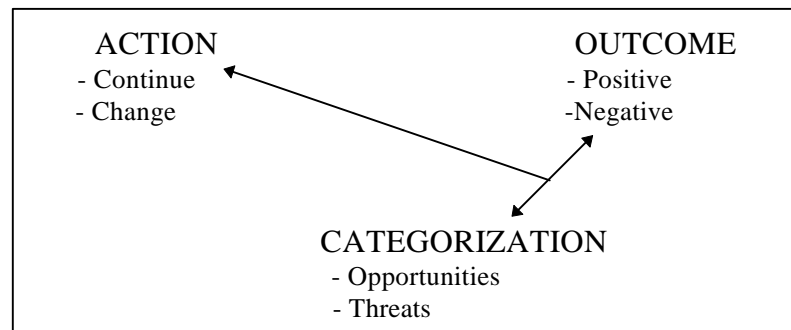 ACTION
- Continue
- Change
OUTCOME
- Positive
-Negative
CATEGORIZATION
- Opportunities
- Threats